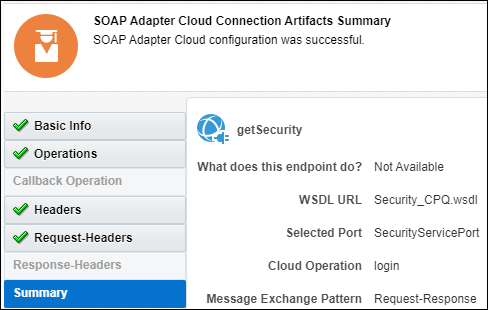 SOAP Adapter Cloud Connection Artifacts Summary
SOAP Adapter Cloud configuration was successful.
Basic Info
Operations
Callback Operation
Headers
Request-Headers
Response-Headers
Summary
getSecurity
What does this endpoint do? Not Available
WSDL URL Security_CPQ.wsdl
Selected Port SecurityServicePort
Cloud Operation login
Message Exchange Pattern Request-Response